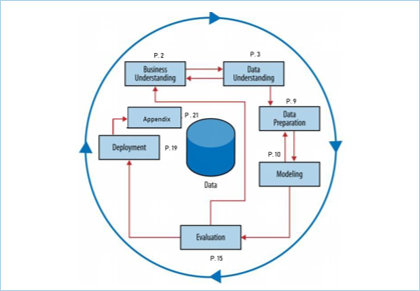 P. 2
P. 3
Business
Understanding
Data
Understanding
P. 9
Data
Preparation
Appendix
P. 21
Deployment
P. 19
P. 10
Modeling
Data
Evaluation
P. 15